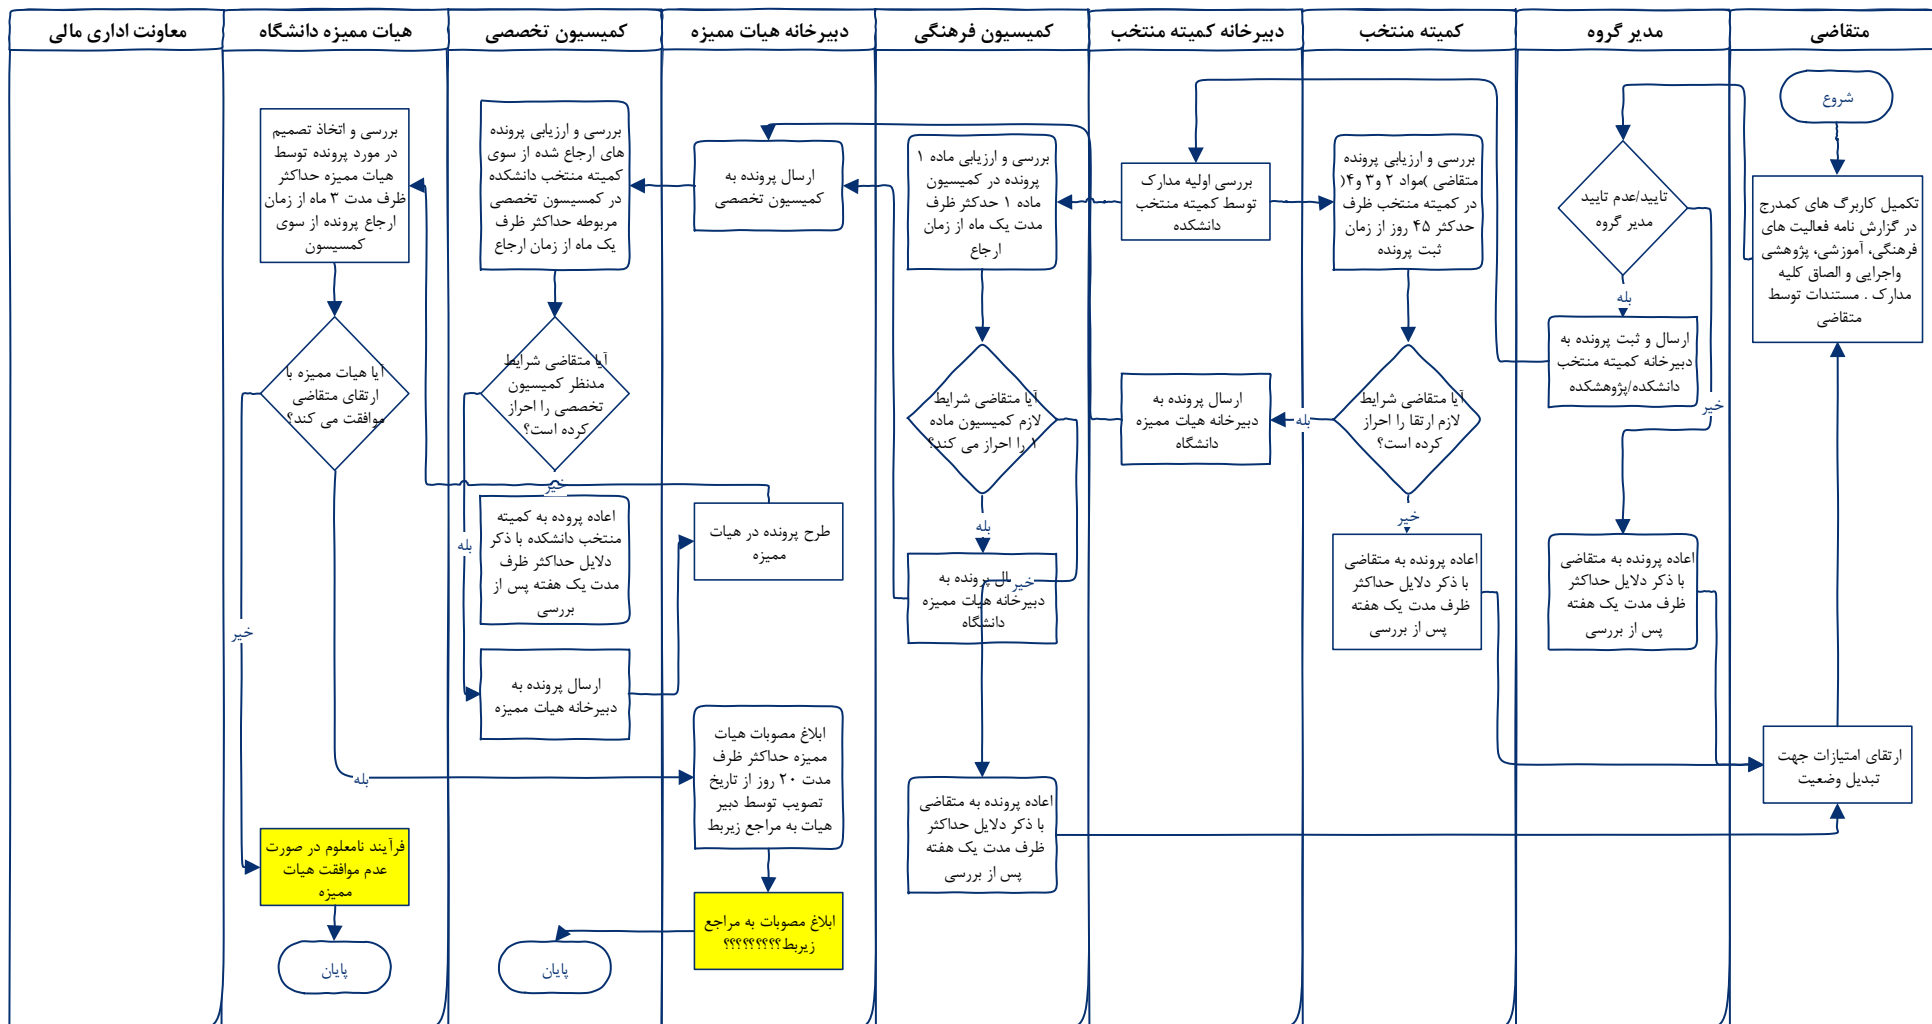 متقاضی
مدیر گروه
کمیته منتخب
دبیرخانه کمیته منتخب
کمیسیون فرهنگی
دبیرخانه هیات ممیزه
کمیسیون تخصصی
هیات ممیزه دانشگاه
معاونت اداری مالی
شروع
تکمیل کاربرگ های کمدرج
در گزارش نامه فعالیت های
فرهنگی، آموزشی، پژوهشی
واجرایی و الصاق کلیه
مدارک . مستندات توسط
متقاضی
ارتقای امتیازات جهت
تبدیل وضعیت
تایید/عدم تایید
مدیر گروه
بله
ارسال و ثبت پرونده به
دبیرخانه کمیته منتخب
دانشکده/پژوهشکده
خیر
اعاده پرونده به متقاضی
با ذکر دلایل حداکثر
ظرف مدت یک هفته
پس از بررسی
بررسی و ارزیابی پرونده
متقاضی )مواد ۲ و۳ و۴(
در کمیته منتخب ظرف
حدکثر ۴۵ روز از زمان
ثبت پرونده
آیا متقاضی شرایط
لازم ارتقا را احراز
کرده است؟
بله
خیر
اعاده پرونده به متقاضی
با ذکر دلایل حداکثر
ظرف مدت یک هفته
پس از بررسی
بررسی اولیه مدارک
توسط کمیته منتخب
دانشکده
ارسال پرونده به
دبیرخانه هیات ممیزه
دانشگاه
بررسی و ارزیابی ماده ۱
پرونده در کمیسیون
ماده ۱ حدکثر ظرف
مدت یک ماه از زمان
ارجاع
آیا متقاضی شرایط
لازم کمیسیون ماده
۱ را احراز می کند؟
بله
ال پرونده به
دبیرخانه هیات ممیزه
دانشگاه
خیر
اعاده پرونده به متقاضی
با ذکر دلایل حداکثر
ظرف مدت یک هفته
پس از بررسی
ارسال پرونده به
کمیسیون تخصصی
طرح پرونده در هیات
ممیزه
ابلاغ مصوبات هیات
ممیزه حداکثر ظرف
مدت ۲۰ روز از تاریخ
تصویب توسط دبیر
هیات به مراجع زیربط
ابلاغ مصوبات به مراجع
زیربط؟؟؟؟؟؟؟؟؟
بررسی و ارزیابی پرونده
های ارجاع شده از سوی
کمیته منتخب دانشکده
در کمسیسون تخصصی
مربوطه حداکثر ظرف
یک ماه از زمان ارجاع
آیا متقاضی شرایط
مدنظر کمیسیون
تخصصی را احراز
کرده است؟
خیر
اعاده پروده به کمیته
منتخب دانشکده با ذکر
دلایل حداکثر ظرف
مدت یک هفته پس از
بررسی
بله
ارسال پرونده به
دبیرخانه هیات ممیزه
پایان
بررسی و اتخاذ تصمیم
در مورد پرونده توسط
هیات ممیزه حداکثر
ظرف مدت ۳ ماه از زمان
ارجاع پرونده از سوی
کمسیسون
آیا هیات ممیزه با
ارتقای متقاضی
موافقت می کند؟
خیر
بله
فرآیند نامعلوم در صورت
عدم موافقت هیات
ممیزه
پایان